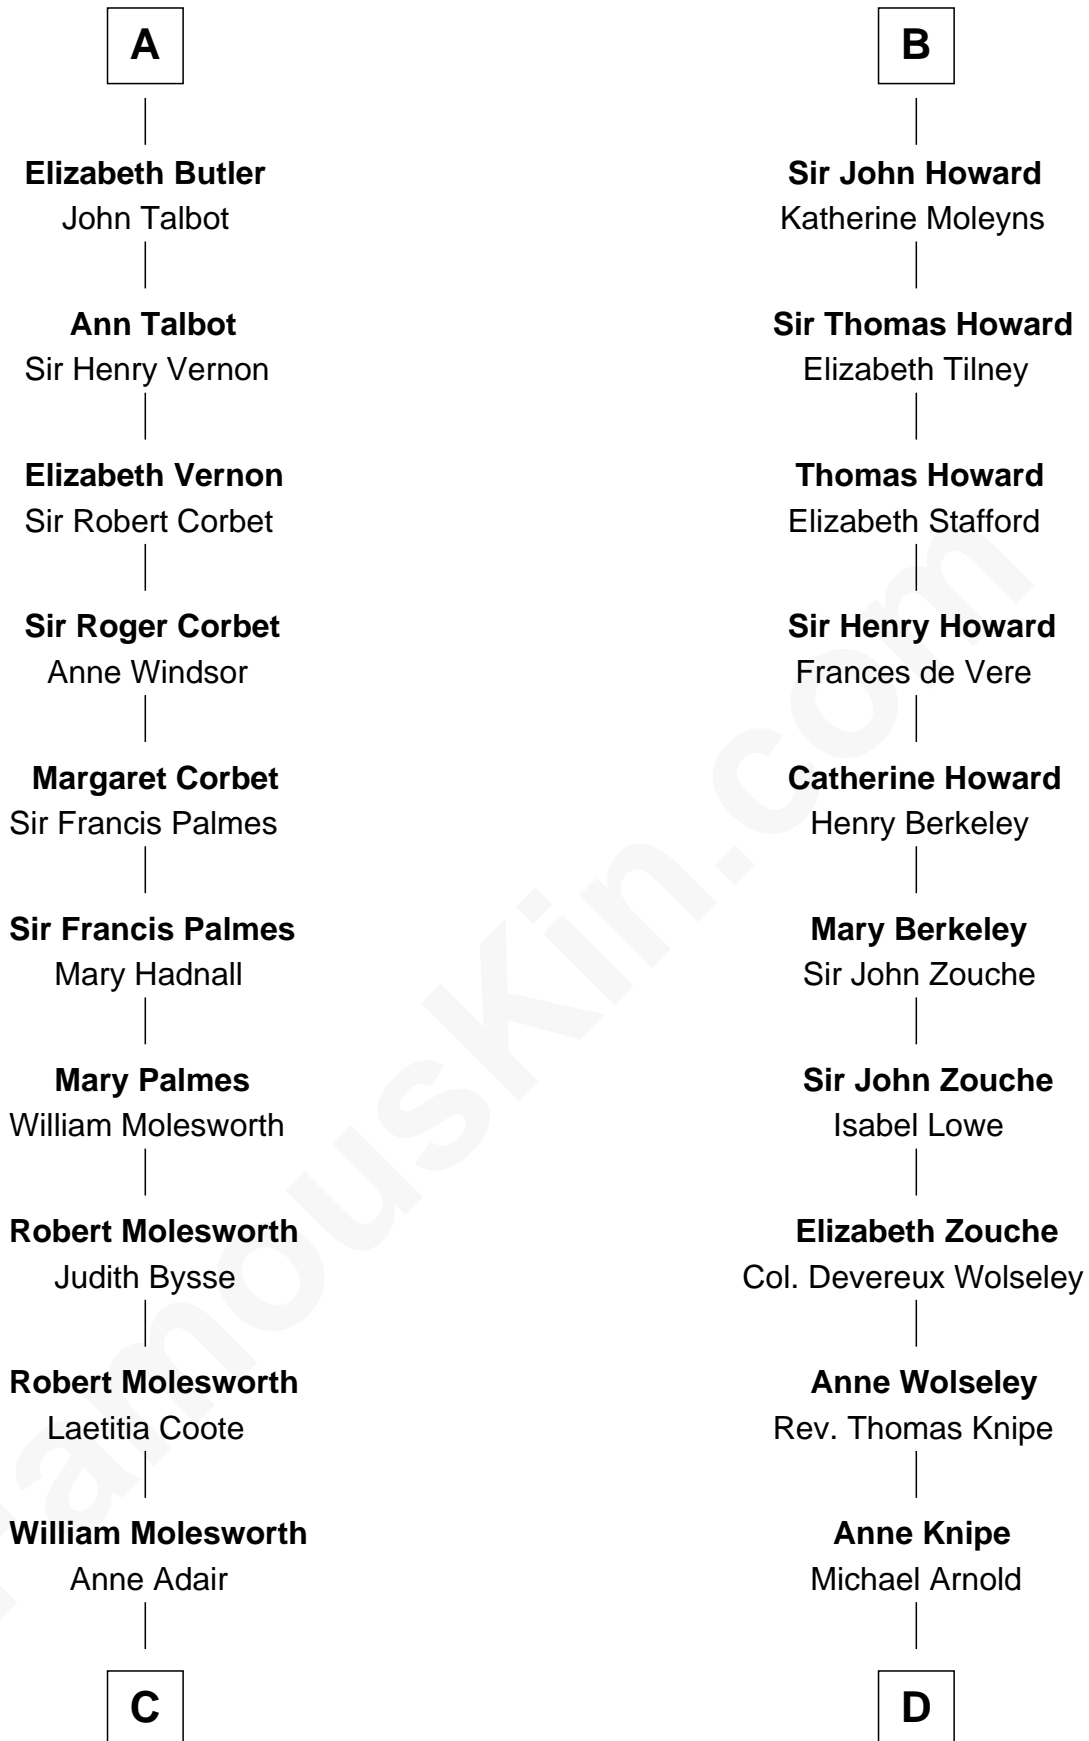 A
Elizabeth Butler
John Talbot
Ann Talbot
Sir Henry Vernon
Elizabeth Vernon
Sir Robert Corbet
Sir Roger Corbet
Anne Windsor
Margaret Corbet
Sir Francis Palmes
Sir Francis Palmes
Mary Hadnall
Mary Palmes
William Molesworth
Robert Molesworth
Judith Bysse
Robert Molesworth
Laetitia Coote
William Molesworth
Anne Adair
C
B
Sir John Howard
Katherine Moleyns
Sir Thomas Howard
Elizabeth Tilney
Thomas Howard
Elizabeth Stafford
Sir Henry Howard
Frances de Vere
Catherine Howard
Henry Berkeley
Mary Berkeley
Sir John Zouche
Sir John Zouche
Isabel Lowe
Elizabeth Zouche
Col. Devereux Wolseley
Anne Wolseley
Rev. Thomas Knipe
Anne Knipe
Michael Arnold
D
FamousKin.com